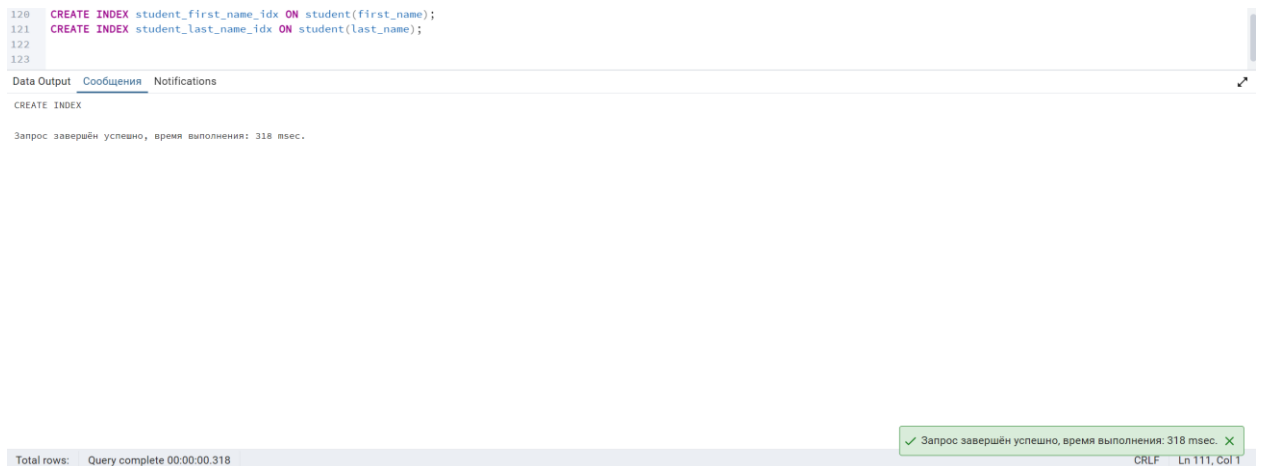 120 CREATE INDEX student_first_name_idx ON student(first_name);
121 CREATE INDEX student_last_name_idx ON student(last_name);
122
123
Data Output Сообщения Notifications
CREATE INDEX
Запрос завершён успешно, время выполнения: 318 msec.
Запрос завершён успешно, время выполнения: 318 msec.
Total rows: Query complete 00:00:00.318 CRLF Ln 111, Col 1